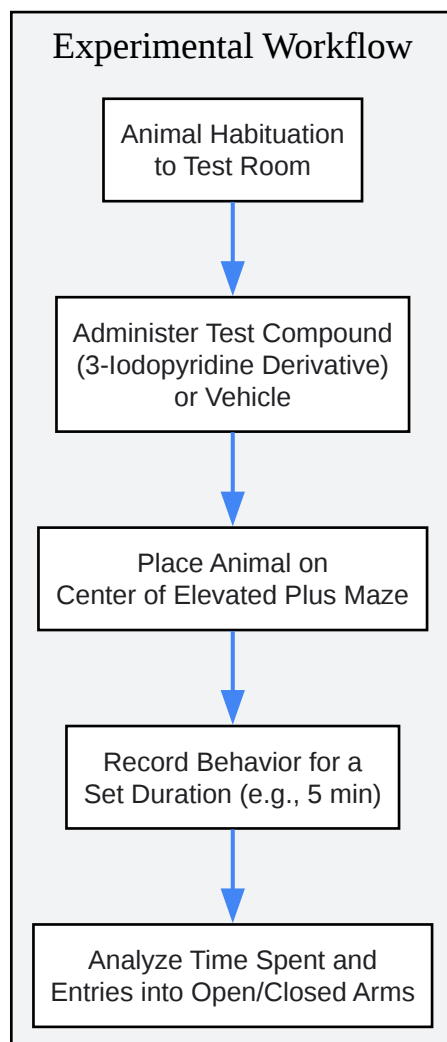 Experimental Workflow
Animal Habituation
to Test Room
Administer Test Compound
(3-Iodopyridine Derivative)
or Vehicle
Place Animal on
Center of Elevated Plus Maze
Record Behavior for a
Set Duration (e.g., 5 min)
Analyze Time Spent and
Entries into Open/Closed Arms